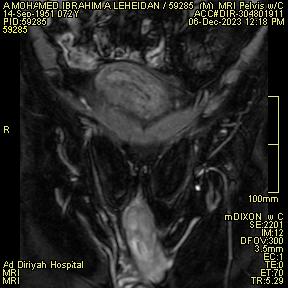 A MOHAMED IBRAHIM A LEHEIDAN / 59285 (M) MRI Pelvis w/C
14-Sep-1951 072Y ACC#DIR-304801915
PID:59285 06-Dec-2023 12:18 PM
59285
R
100mm
mDIXON_w C
SE:2201
IM:12
DFOV:300
3.5mm
EC:1
Ad Diriyah Hospital TE:0
MRI ET:70
MRI TR:5.29